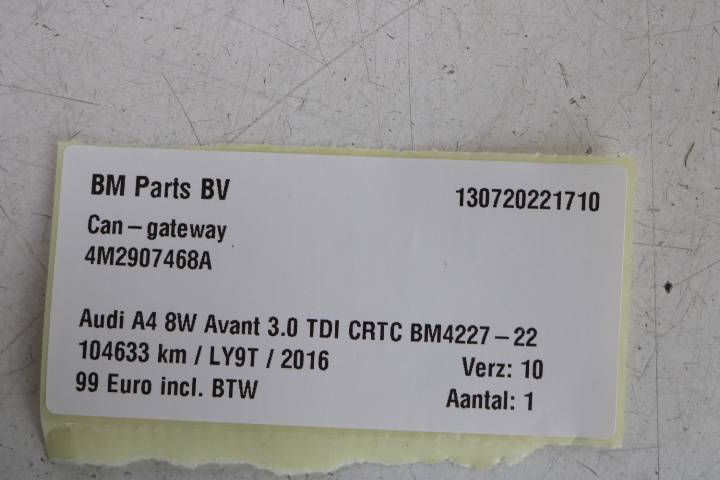 BM Parts BV 130720221710
Can-gateway
4M2907468A
Audi A4 8W Avant 3.0 TDI CRTC BM4227-22
104633 km / LY9T / 2016 Verz: 10
99 Euro incl. BTW Aantal: 1